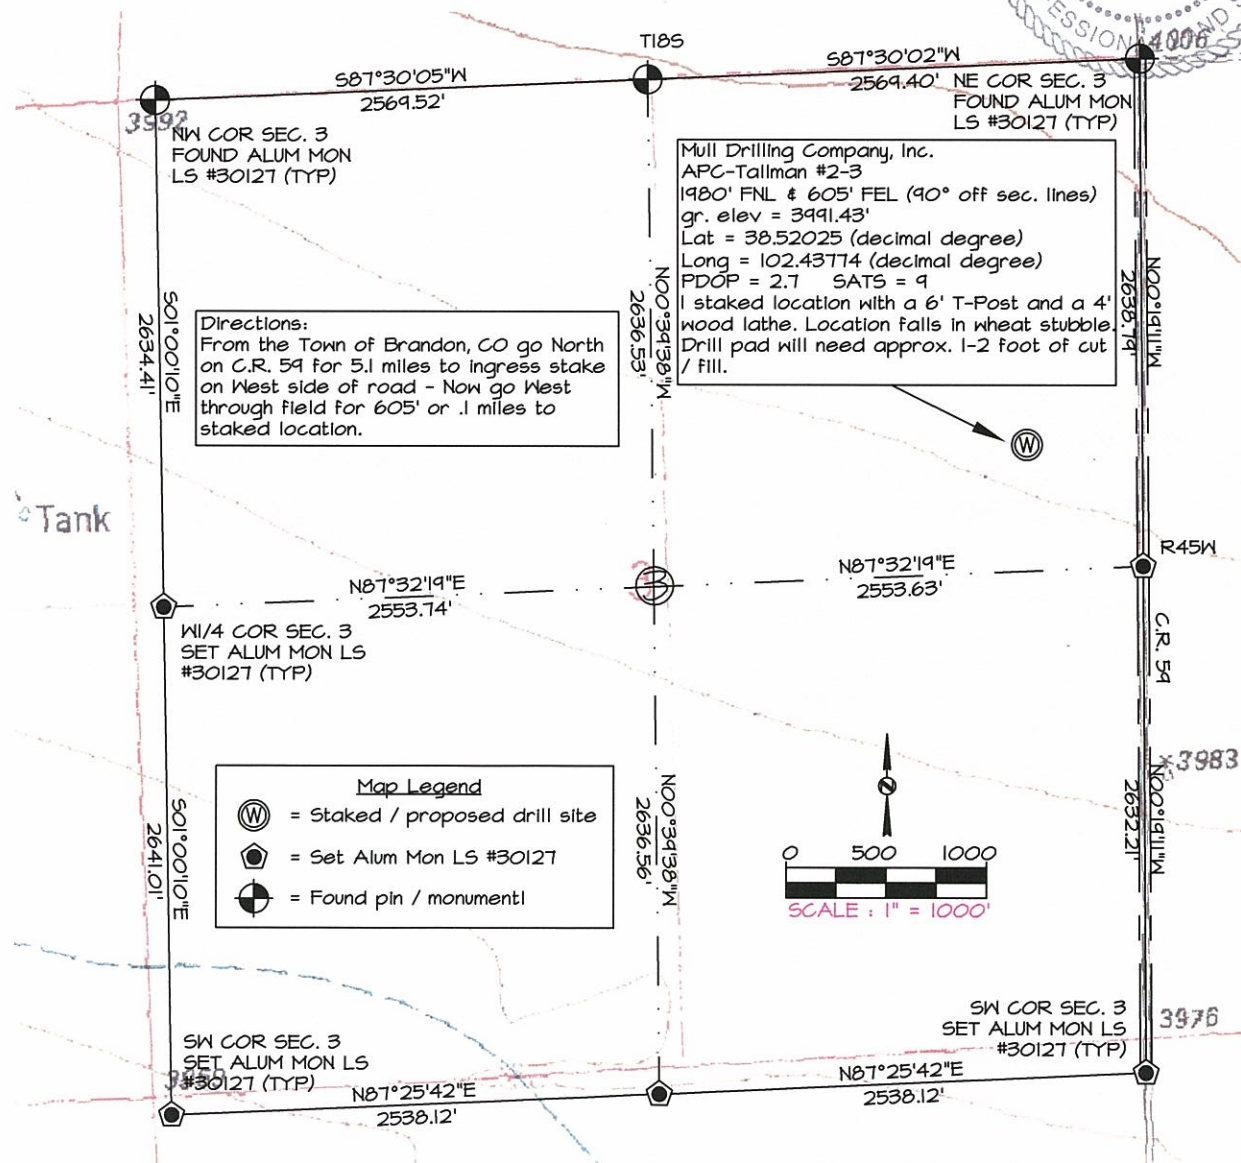 ESSIONAL LAND S
4006
T18S
S87°30'05"W
2569.52'
S87°30'02"W
2569.40'
NE COR SEC. 3
FOUND ALUM MON
LS #30127 (TYP)
3992
NW COR SEC. 3
FOUND ALUM MON
LS #30127 (TYP)
Mull Drilling Company, Inc.
APC-Tallman #2-3
1980' FNL & 605' FEL (90° off sec. lines)
gr. elev = 3991.43'
Lat = 38.52025 (decimal degree)
Long = 102.43774 (decimal degree)
PDOP = 2.7 SATS = 9
I staked location with a 6' T-Post and a 4'
wood lathe. Location falls in wheat stubble.
Drill pad will need approx. 1-2 foot of cut
/ fill.
S01°00'10"E
2634.41'
Directions:
From the Town of Brandon, CO go North
on C.R. 59 for 5.1 miles to ingress stake
on West side of road - Now go West
through field for 605' or .1 miles to
staked location.
N00°39'38"W
2636.53'
N00°19'11"W
2638.79'
W
Tank
R45W
N87°32'19"E
2553.74'
3
N87°32'19"E
2553.63'
W1/4 COR SEC. 3
SET ALUM MON LS
#30127 (TYP)
C.R. 59
3983
Map Legend
W = Staked / proposed drill site
= Set Alum Mon LS #30127
= Found pin / monumentl
S01°00'10"E
2641.01'
N00°39'38"W
2636.56'
N
0 500 1000
SCALE : 1" = 1000'
N00°19'11"W
2632.21'
SW COR SEC. 3
SET ALUM MON LS
#30127 (TYP)
3976
SW COR SEC. 3
SET ALUM MON LS
#30127 (TYP)
N87°25'42"E
2538.12'
N87°25'42"E
2538.12'